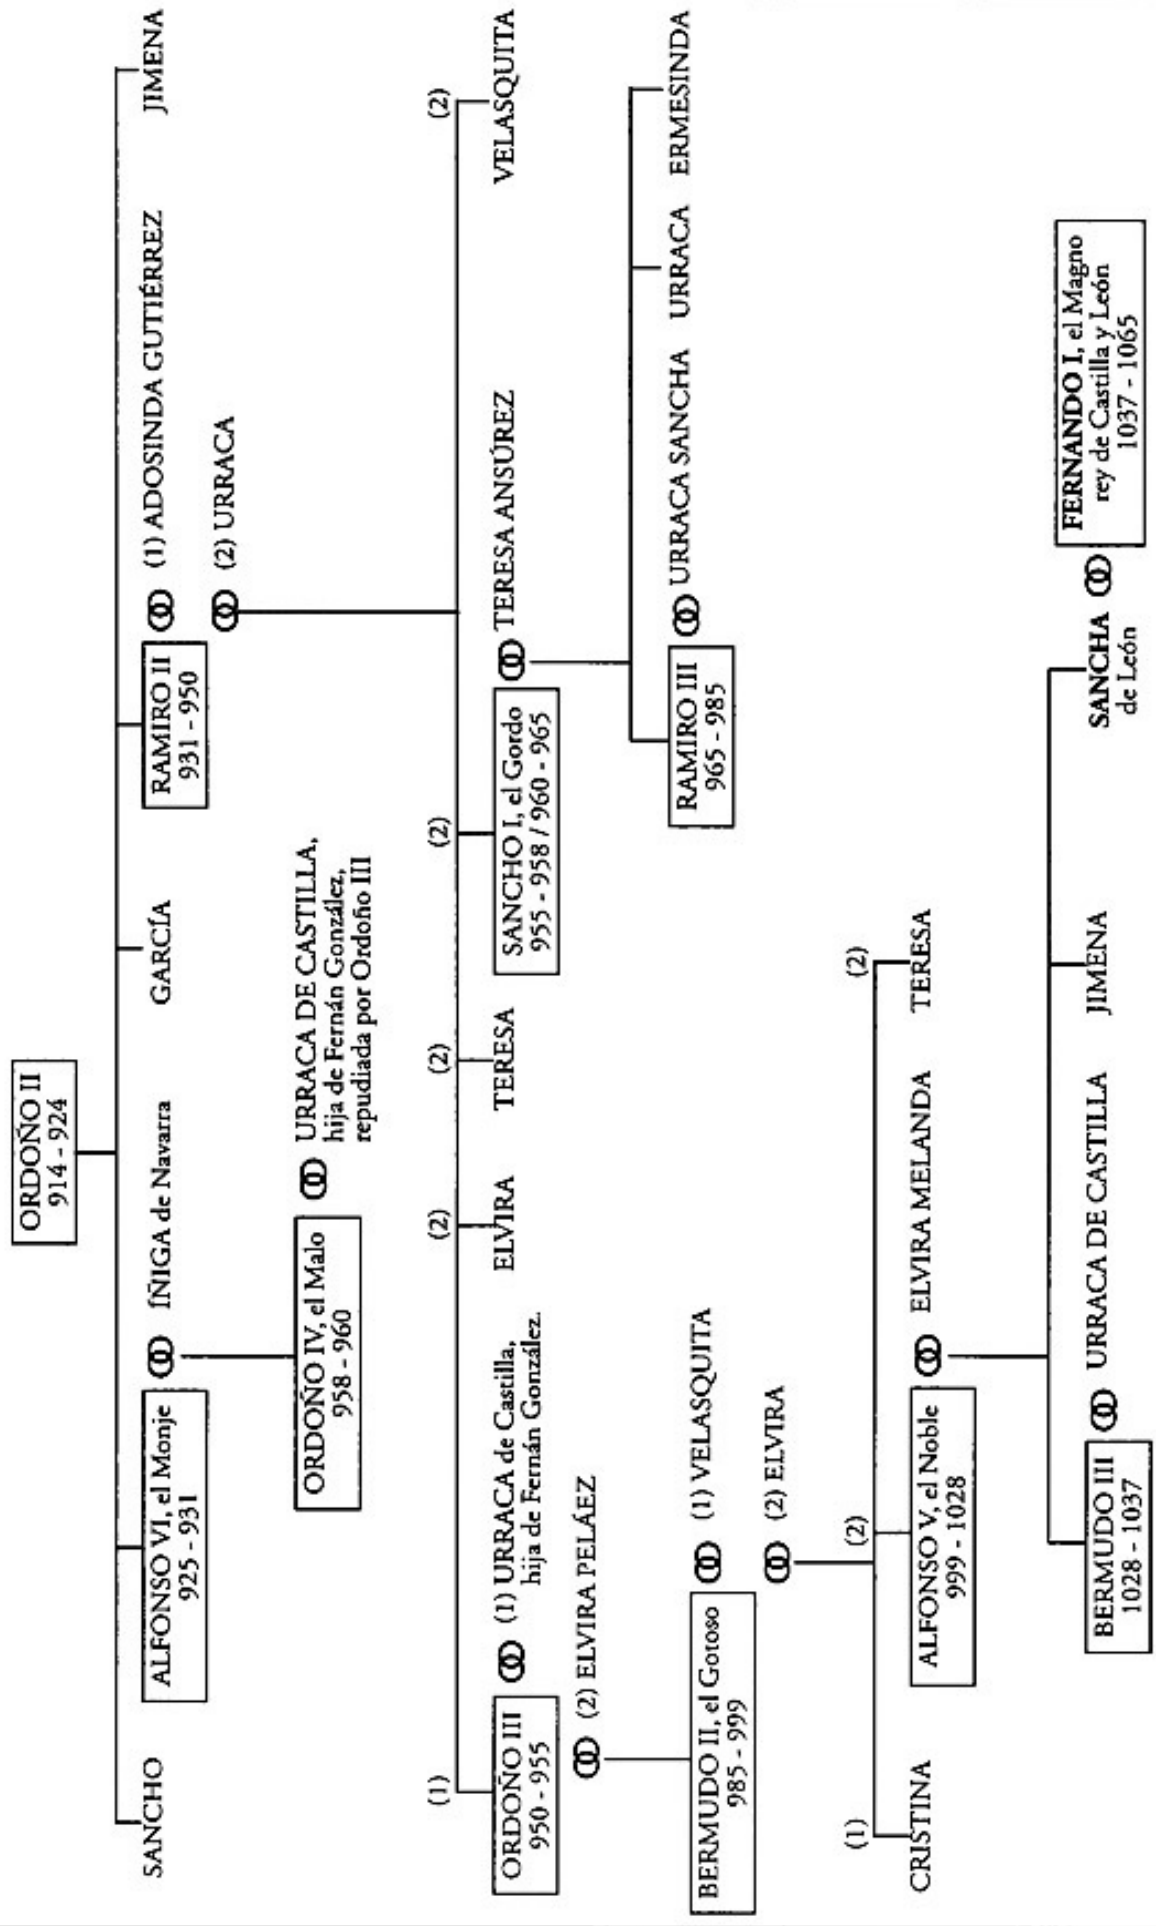 ORDOÑO II
914 - 924
SANCHO
ALFONSO VI, el Monje
925 - 931
ÍÑIGA de Navarra
GARCÍA
RAMIRO II
931 - 950
(1) ADOSINDA GUTIÉRREZ
JIMENA
(2) URRACA
ORDOÑO IV, el Malo
958 - 960
URRACA DE CASTILLA,
hija de Fernán González,
repudiada por Ordoño III
(1)
(2)
(2)
(2)
(2)
ORDOÑO III
950 - 955
(1) URRACA de Castilla,
hija de Fernán González.
ELVIRA
TERESA
SANCHO I, el Gordo
955 - 958 / 960 - 965
TERESA ANSÚREZ
VELASQUITA
(2) ELVIRA PELÁEZ
RAMIRO III
965 - 985
URRACA SANCHA
URRACA
ERMESINDA
BERMUDO II, el Gotoso
985 - 999
(1) VELASQUITA
(2) ELVIRA
(1)
(2)
(2)
CRISTINA
ALFONSO V, el Noble
999 - 1028
ELVIRA MELANDA
TERESA
BERMUDO III
1028 - 1037
URRACA DE CASTILLA
JIMENA
SANCHA
de León
FERNANDO I, el Magno
rey de Castilla y León
1037 - 1065